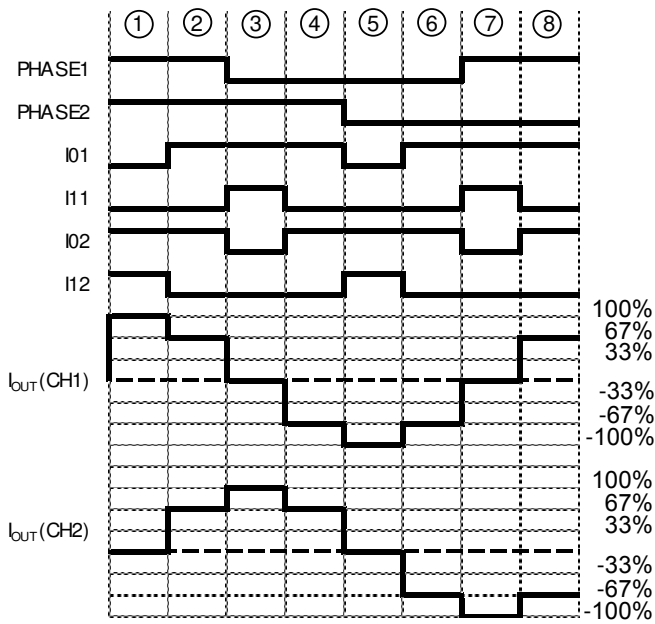 ① ② ③ ④ ⑤ ⑥ ⑦ ⑧
PHASE1
PHASE2
I01
I11
I02
I12
100%
67%
33%
IOUT(CH1)
-33%
-67%
-100%
100%
67%
33%
IOUT(CH2)
-33%
-67%
-100%